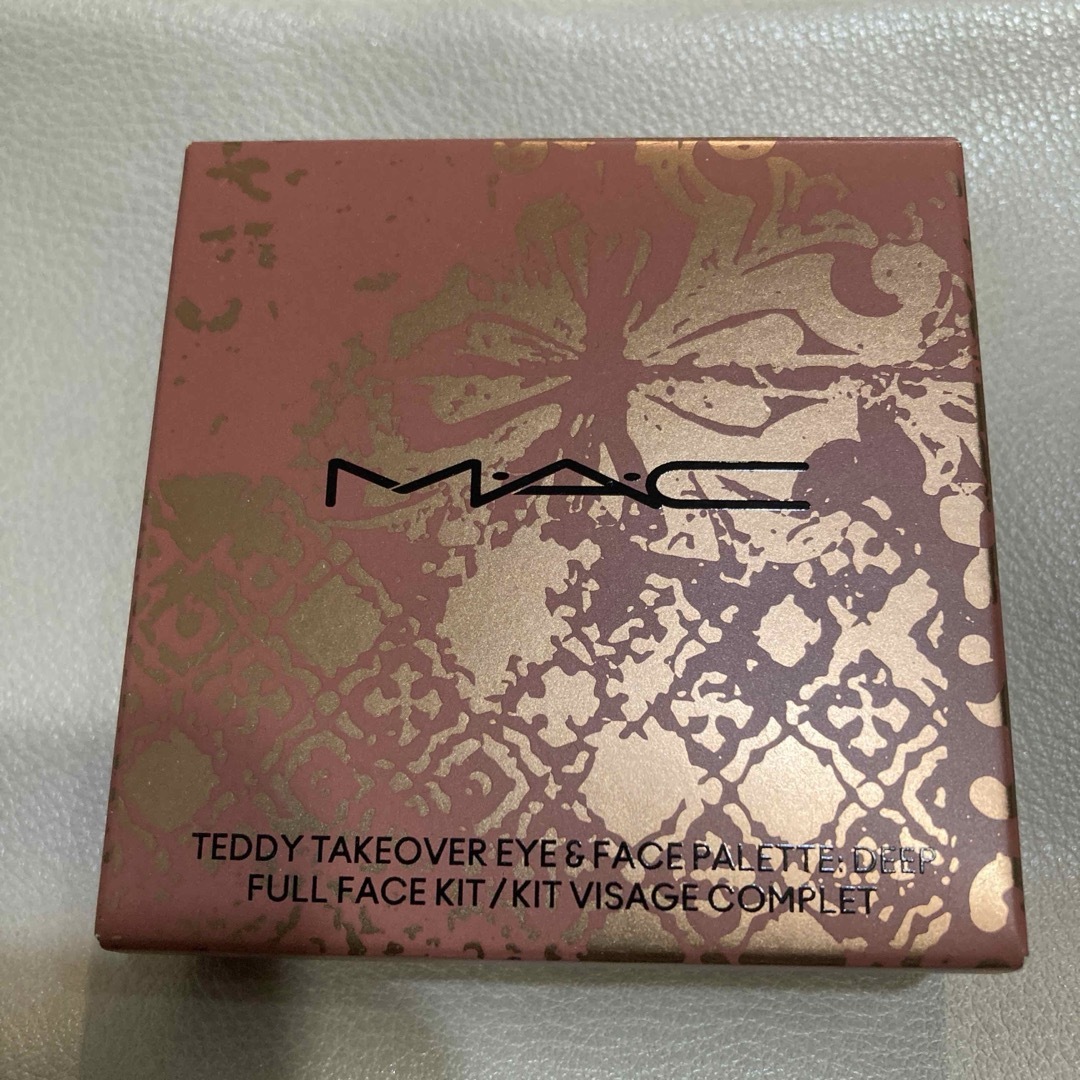 M·A·C
TEDDY TAKEOVER EYE & FACE PALETTE: DEEP
FULL FACE KIT / KIT VISAGE COMPLET